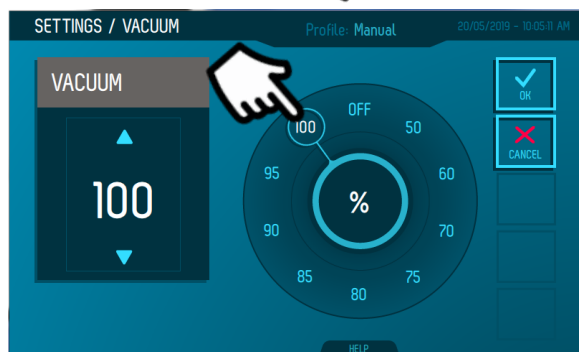 SETTINGS / VACUUM
Profile: Manual
20/05/2019 - 10:05:11 AM
VACUUM
100
OFF
50
60
70
75
80
85
90
95
100
%
OK
CANCEL
HELP